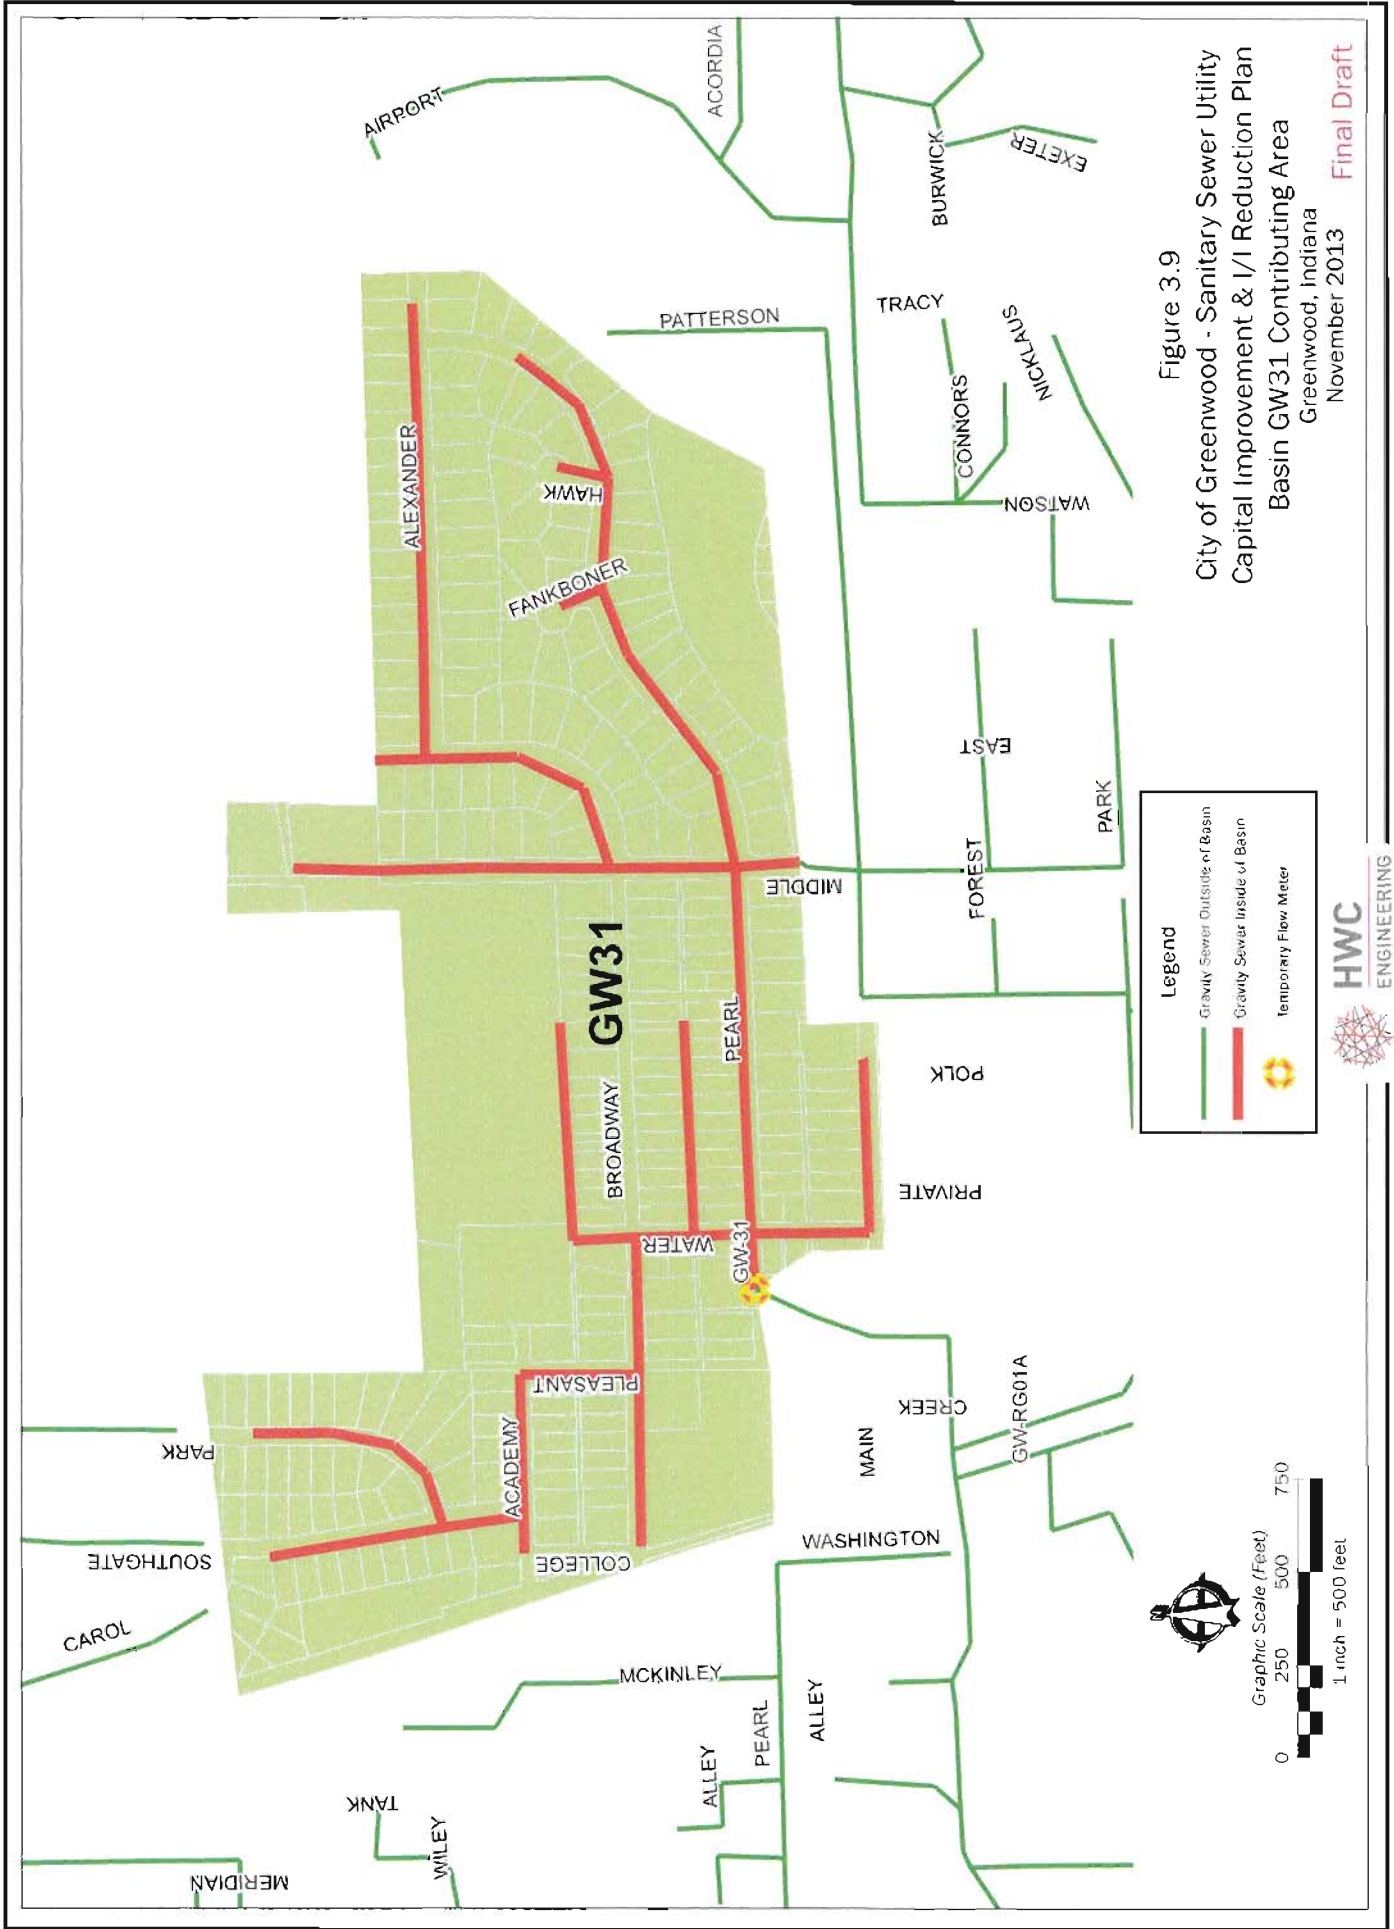 AIRPORT
ACORDIA
BURWICK
EXETER
PATTERSON
TRACY
CONNORS
NICKLAUS
WATSON
ALEXANDER
HAWK
FANKBONER
EAST
FOREST
PARK
MIDDLE
GW31
PEARL
BROADWAY
WATER
GW-31
POLK
PRIVATE
PLEASANT
ACADEMY
COLLEGE
PARK
SOUTHGATE
CAROL
CREEK
MAIN
GW-RG01A
WASHINGTON
MCKINLEY
PEARL
ALLEY
ALLEY
TANK
WILEY
MERIDIAN
Figure 3.9
City of Greenwood - Sanitary Sewer Utility
Capital Improvement & I/I Reduction Plan
Basin GW31 Contributing Area
Greenwood, Indiana
November 2013
Final Draft
Legend
Gravity Sewer Outside of Basin
Gravity Sewer Inside of Basin
Temporary Flow Meter
HWC
ENGINEERING
Graphic Scale (Feet)
0 250 500 750
1 inch = 500 feet